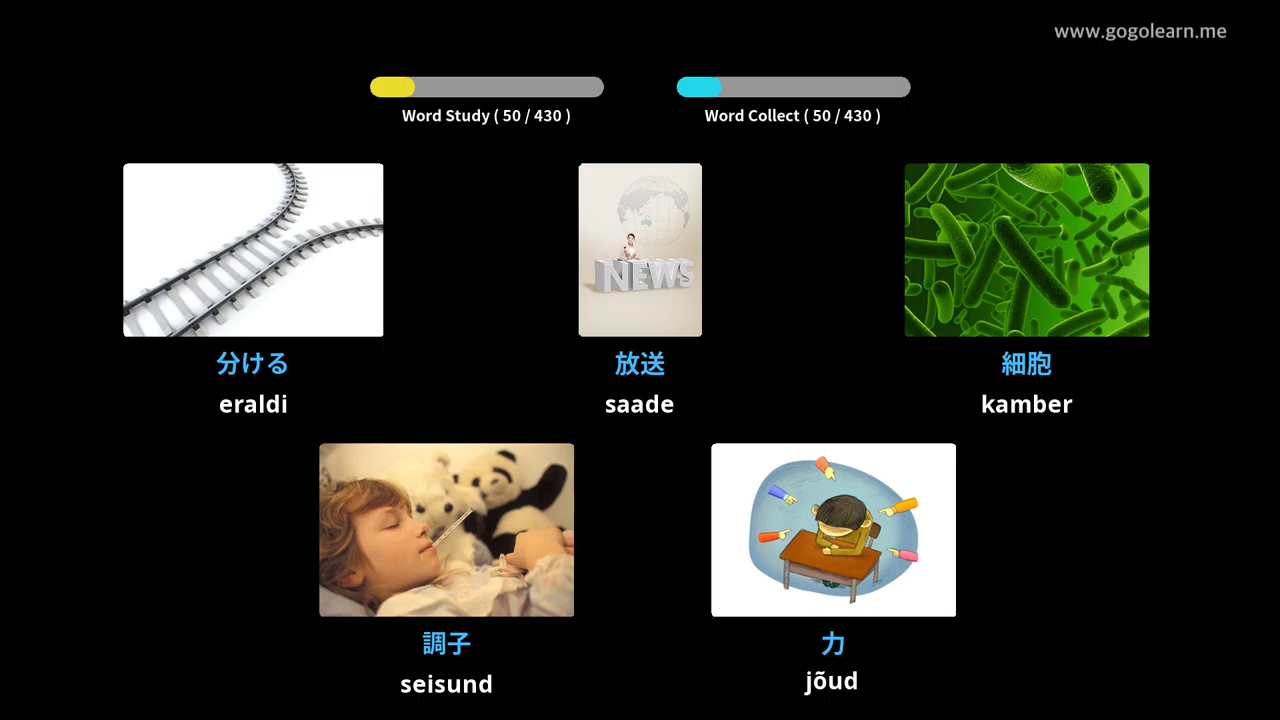 www.gogolearn.me
Word Study ( 50 / 430 )
Word Collect ( 50 / 430 )
NEWS
分ける
放送
細胞
eraldi
saade
kamber
調子
力
seisund
jõud